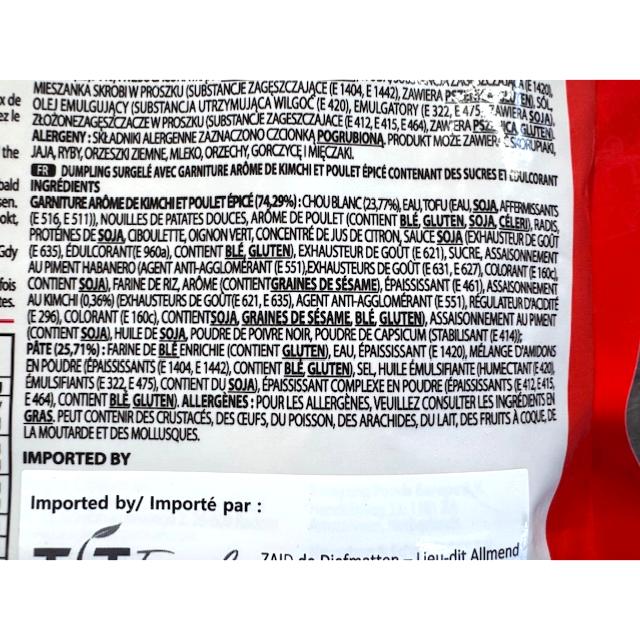 MIESZANKA SKROBI W PROSZKU (SUBSTANCJE ZAGĘSZCZAJĄCE (E 1404, E 1442), ZAWIERA SÓL,
OLEJ EMULGUJĄCY (SUBSTANCJA UTRZYMUJĄCA WILGOĆ (E 420), EMULGATORY (E 322, E 475, ZAWIERA SOJA),
ZŁOŻONE ZAGĘSZCZACZE W PROSZKU (SUBSTANCJE ZAGĘSZCZAJĄCE (E 412, E 415, E 464), ZAWIERA GLUTEN).
ALERGENY : SKŁADNIKI ALERGENNE ZAZNACZONO CZCIONKĄ POGRUBIONĄ. PRODUKT MOŻE ZAWIERAĆ SKORUPIAKI,
JAJA, RYBY, ORZESZKI ZIEMNE, MLEKO, ORZECHY, GORCZYCĘ I MIĘCZAKI.
FR DUMPLING SURGELÉ AVEC GARNITURE ARÔME DE KIMCHI ET POULET ÉPICÉ CONTENANT DES SUCRES ET ÉDULCORANT
INGRÉDIENTS
GARNITURE ARÔME DE KIMCHI ET POULET ÉPICÉ (74,29%) : CHOU BLANC (23,77%), EAU, TOFU (EAU, SOJA, AFFERMISSANTS
(E 516, E 511)), NOUILLES DE PATATES DOUCES, ARÔME DE POULET (CONTIENT BLÉ, GLUTEN, SOJA, CÉLERI), RADIS,
PROTÉINES DE SOJA, CIBOULETTE, OIGNON VERT, CONCENTRÉ DE JUS DE CITRON, SAUCE SOJA (EXHAUSTEUR DE GOÛT
(E 635), ÉDULCORANT(E 960a), CONTIENT BLÉ, GLUTEN), EXHAUSTEUR DE GOÛT (E 621), SUCRE, ASSAISONNEMENT
AU PIMENT HABANERO (AGENT ANTI-AGGLOMÉRANT (E 551),EXHAUSTEURS DE GOÛT (E 631, E 627), COLORANT (E 160c),
CONTIENT SOJA), FARINE DE RIZ, ARÔME (CONTIENT GRAINES DE SÉSAME), ÉPAISSISSANT (E 461), ASSAISONNEMENT
AU KIMCHI (0,36%) (EXHAUSTEURS DE GOÛT(E 621, E 635), AGENT ANTI-AGGLOMÉRANT (E 551), RÉGULATEUR D'ACIDITÉ
(E 296), COLORANT (E 160c), CONTIENT SOJA, GRAINES DE SÉSAME, BLÉ, GLUTEN), ASSAISONNEMENT AU PIMENT
(CONTIENT SOJA), HUILE DE SOJA, POUDRE DE POIVRE NOIR, POUDRE DE CAPSICUM (STABILISANT (E 414));
PÂTE (25,71%) : FARINE DE BLÉ ENRICHIE (CONTIENT GLUTEN), EAU, ÉPAISSISSANT (E 1420), MÉLANGE D'AMIDONS
EN POUDRE (ÉPAISSISSANTS (E 1404, E 1442), CONTIENT BLÉ, GLUTEN), SEL, HUILE ÉMULSIFIANTE (HUMECTANT (E 420),
ÉMULSIFIANTS (E 322, E 475), CONTIENT DU SOJA), ÉPAISSISSANT COMPLEXE EN POUDRE (ÉPAISSISSANTS (E 412, E 415,
E 464), CONTIENT BLÉ, GLUTEN). ALLERGÈNES : POUR LES ALLERGÈNES, VEUILLEZ CONSULTER LES INGRÉDIENTS EN
GRAS. PEUT CONTENIR DES CRUSTACÉS, DES ŒUFS, DU POISSON, DES ARACHIDES, DU LAIT, DES FRUITS À COQUE, DE
LA MOUTARDE ET DES MOLLUSQUES.
IMPORTED BY
Imported by/ Importé par :
ZAID de Diefmatten – Lieu-dit Allmend